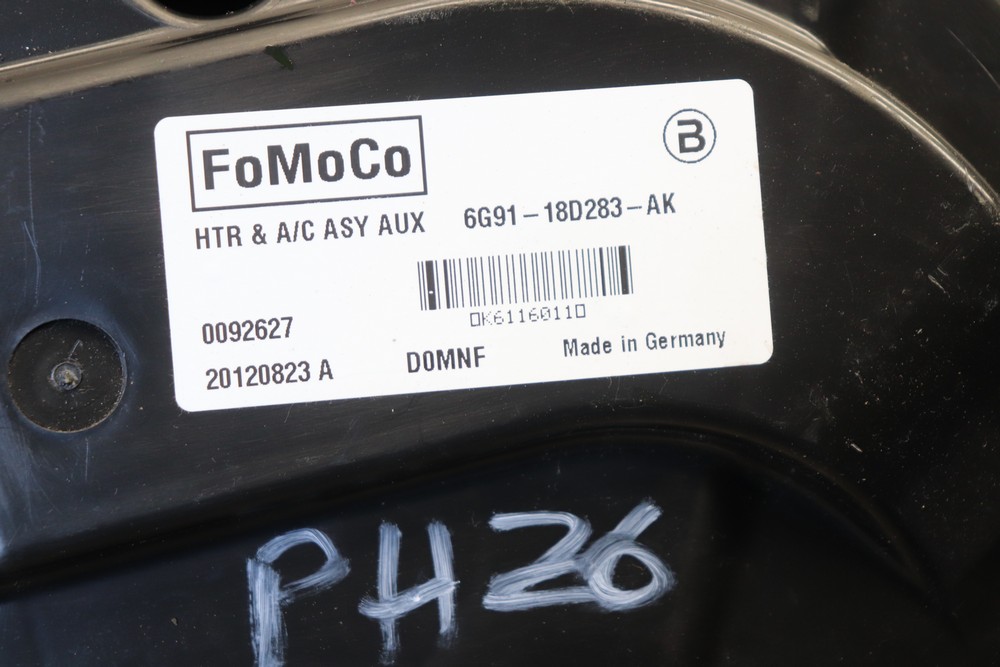 FoMoCo
B
HTR & A/C ASY AUX 6G91-18D283-AK
0K61160110
0092627
20120823 A D0MNF Made in Germany
PH26